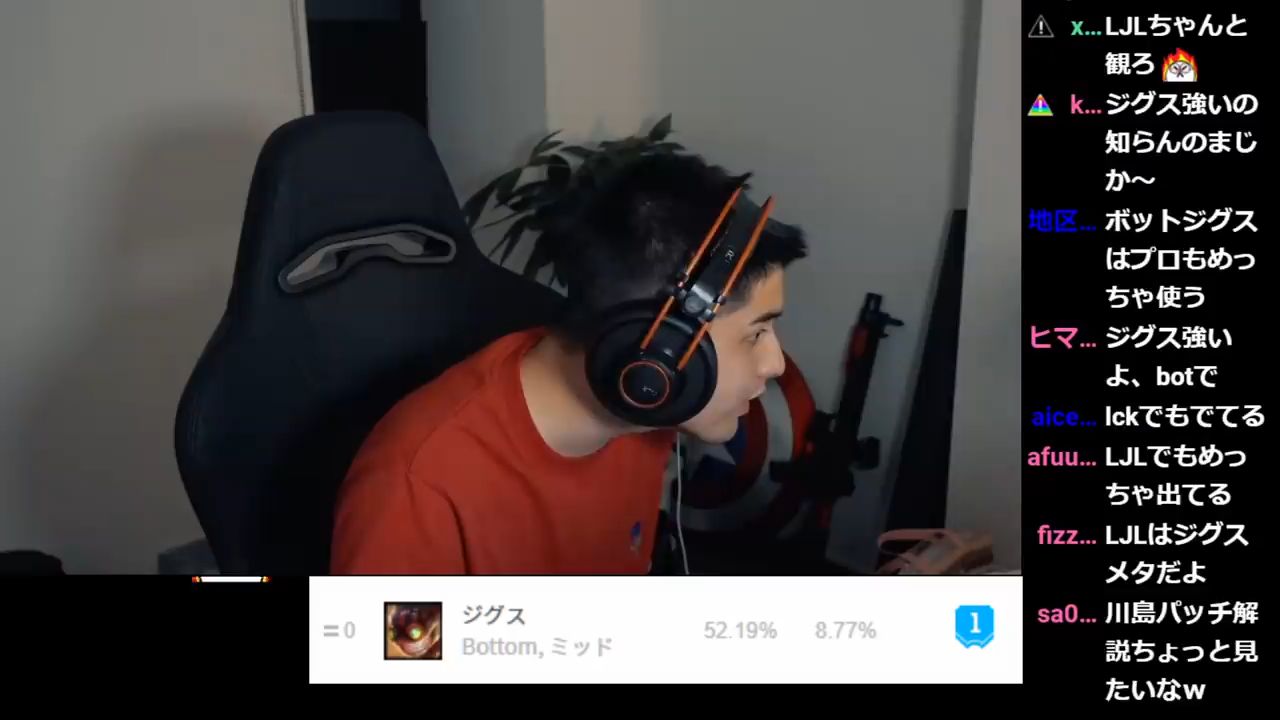 x...LJLちゃんと
観ろ
k...ジグス強いの
知らんのまじ
か〜
地区...ボットジグス
はプロもめっ
ちゃ使う
ヒマ...ジグス強い
よ、botで
aice...lckでもでてる
afuu...LJLでもめっ
ちゃ出てる
fizz...LJLはジグス
メタだよ
sa0...川島パッチ解
説ちょっと見
たいなw
=0 ジグス 52.19% 8.77% 1
Bottom, ミッド
R